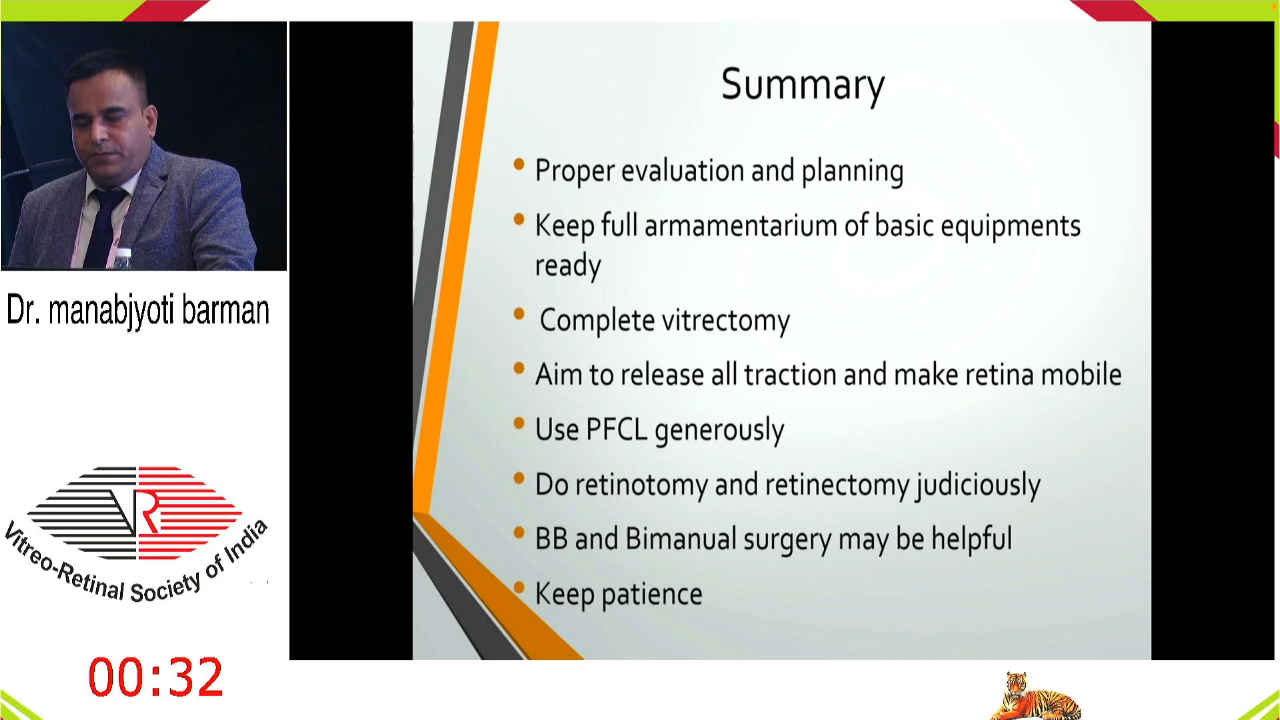 Summary
• Proper evaluation and planning
• Keep full armamentarium of basic equipments
ready
• Complete vitrectomy
• Aim to release all traction and make retina mobile
• Use PFCL generously
• Do retinotomy and retinectomy judiciously
• BB and Bimanual surgery may be helpful
• Keep patience
Dr. manabjyoti barman
VR
Vitreo-Retinal Society of India
00:32